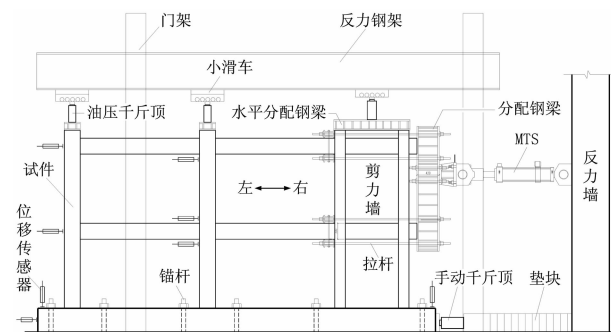 门架
反力钢架
小滑车
油压千斤顶
水平分配钢梁
分配钢梁
MTS
试件
左
右
剪力墙
反力墙
位移传感器
锚杆
拉杆
手动千斤顶
垫块